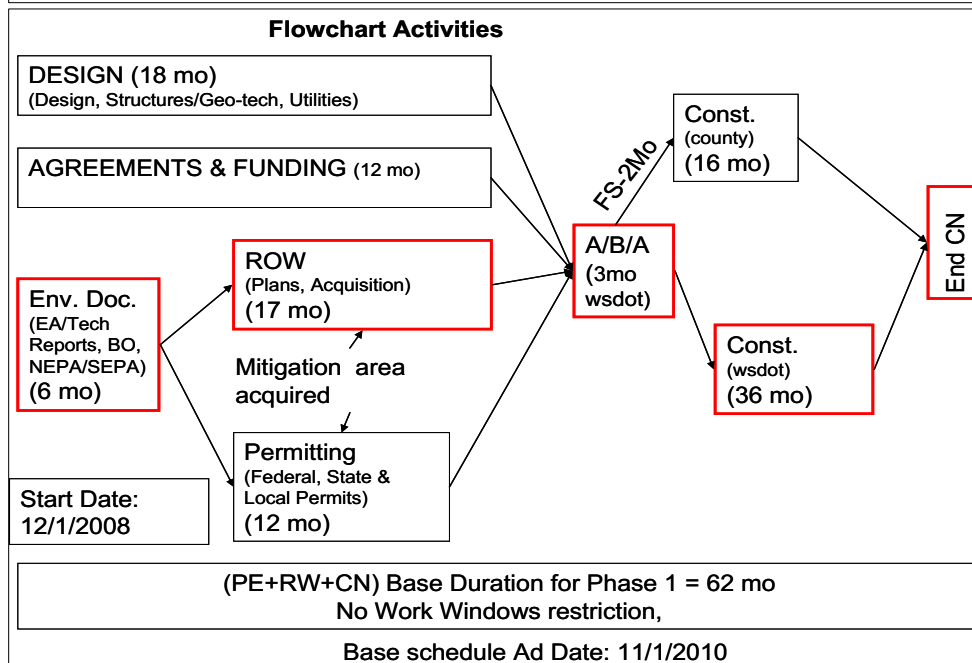 Flowchart Activities
DESIGN (18 mo)
(Design, Structures/Geo-tech, Utilities)
AGREEMENTS & FUNDING (12 mo)
Env. Doc.
(EA/Tech
Reports, BO,
NEPA/SEPA)
(6 mo)
ROW
(Plans, Acquisition)
(17 mo)
Mitigation area
acquired
Permitting
(Federal, State &
Local Permits)
(12 mo)
Start Date:
12/1/2008
FS-2Mo
A/B/A
(3mo
wsdot)
Const.
(county)
(16 mo)
Const.
(wsdot)
(36 mo)
End CN
(PE+RW+CN) Base Duration for Phase 1 = 62 mo
No Work Windows restriction,
Base schedule Ad Date: 11/1/2010